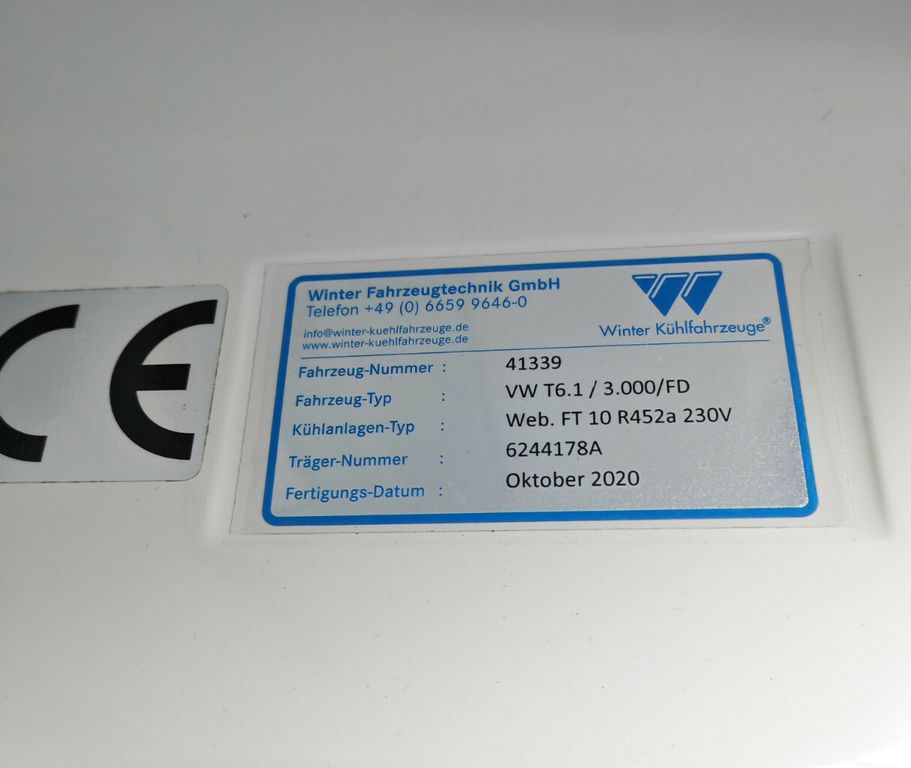 CE
Winter Fahrzeugtechnik GmbH
Telefon +49 (0) 6659 9646-0
info@winter-kuehlfahrzeuge.de
www.winter-kuehlfahrzeuge.de
Winter Kühlfahrzeuge®
Fahrzeug-Nummer : 41339
Fahrzeug-Typ : VW T6.1 / 3.000/FD
Kühlanlagen-Typ : Web. FT 10 R452a 230V
Träger-Nummer : 6244178A
Fertigungs-Datum : Oktober 2020